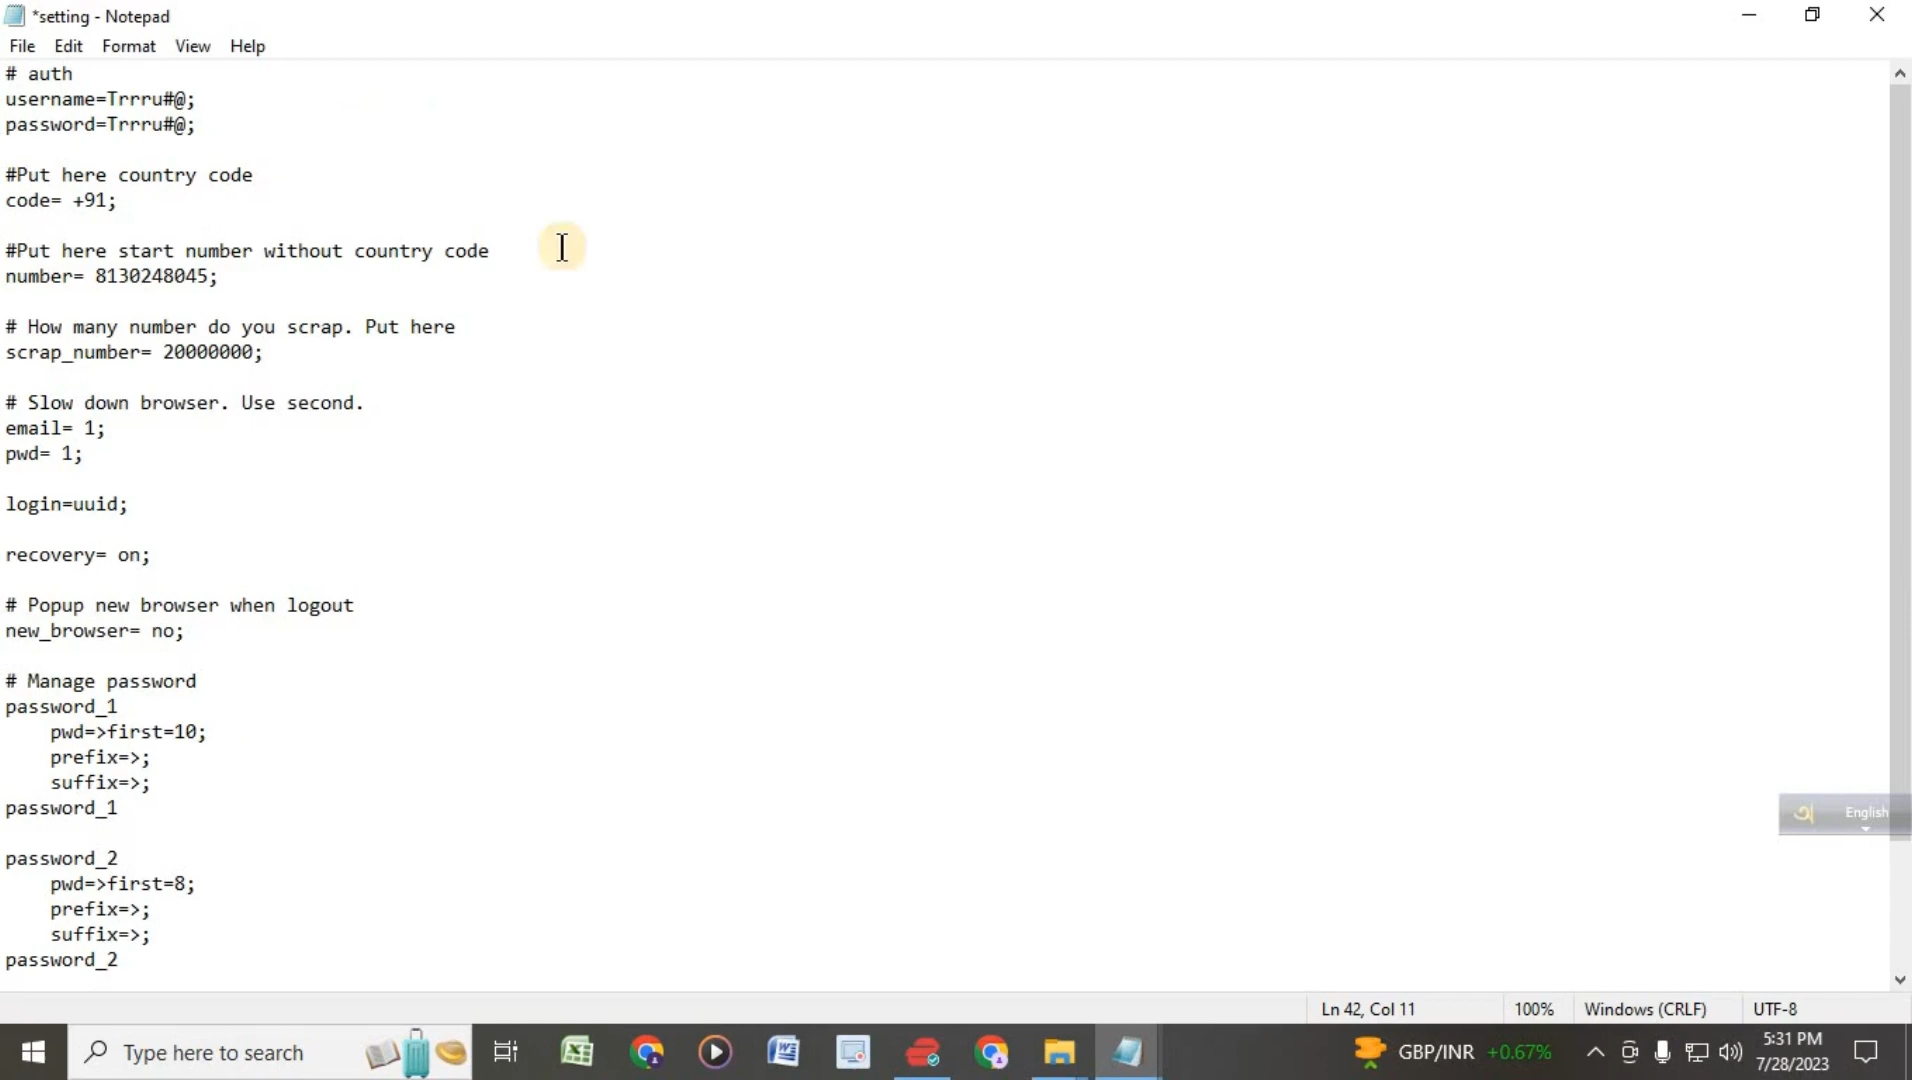 *setting - Notepad
File Edit Format View Help
# auth
username=Trrru#@;
password=Trrru#@;
#Put here country code
code= +91;
#Put here start number without country code
number= 8130248045;
# How many number do you scrap. Put here
scrap_number= 20000000;
# Slow down browser. Use second.
email= 1;
pwd= 1;
login=uuid;
recovery= on;
# Popup new browser when logout
new_browser= no;
# Manage password
password_1
pwd=>first=10;
prefix=>;
suffix=>;
password_1
password_2
pwd=>first=8;
prefix=>;
suffix=>;
password_2
অ English
Ln 42, Col 11 100% Windows (CRLF) UTF-8
Type here to search
GBP/INR +0.67%
5:31 PM
7/28/2023